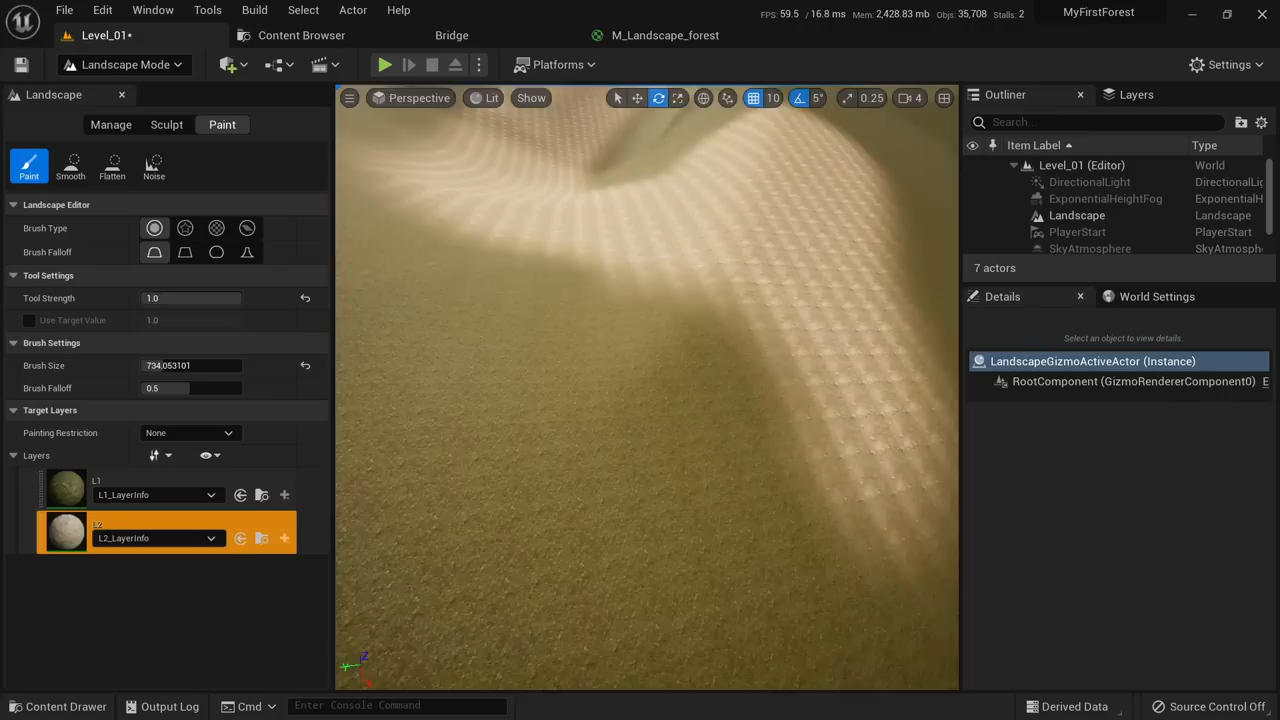 File Edit Window Tools Build Select Actor Help
FPS: 59.5 / 16.8 ms Mem: 2,428.83 mb Objs: 35,708 Stalls: 2
MyFirstForest
Level_01•
Content Browser
Bridge
M_Landscape_forest
Landscape Mode
Platforms
Settings
Landscape
Perspective
Lit
Show
10
5°
0.25
4
Outliner
Layers
Manage
Sculpt
Paint
Search...
Item Label
Type
Paint
Smooth
Flatten
Noise
Level_01 (Editor)
World
DirectionalLight
DirectionalLig
ExponentialHeightFog
ExponentialH
Landscape
Landscape
PlayerStart
PlayerStart
SkyAtmosphere
SkyAtmosph
7 actors
Landscape Editor
Brush Type
Brush Falloff
Tool Settings
Tool Strength
1.0
Use Target Value
1.0
Brush Settings
Brush Size
734.053101
Brush Falloff
0.5
Target Layers
Painting Restriction
None
Layers
L1
L1_LayerInfo
L2
L2_LayerInfo
Details
World Settings
Select an object to view details.
LandscapeGizmoActiveActor (Instance)
RootComponent (GizmoRendererComponent0)
E
Z
Content Drawer
Output Log
Cmd
Enter Console Command
Derived Data
Source Control Off